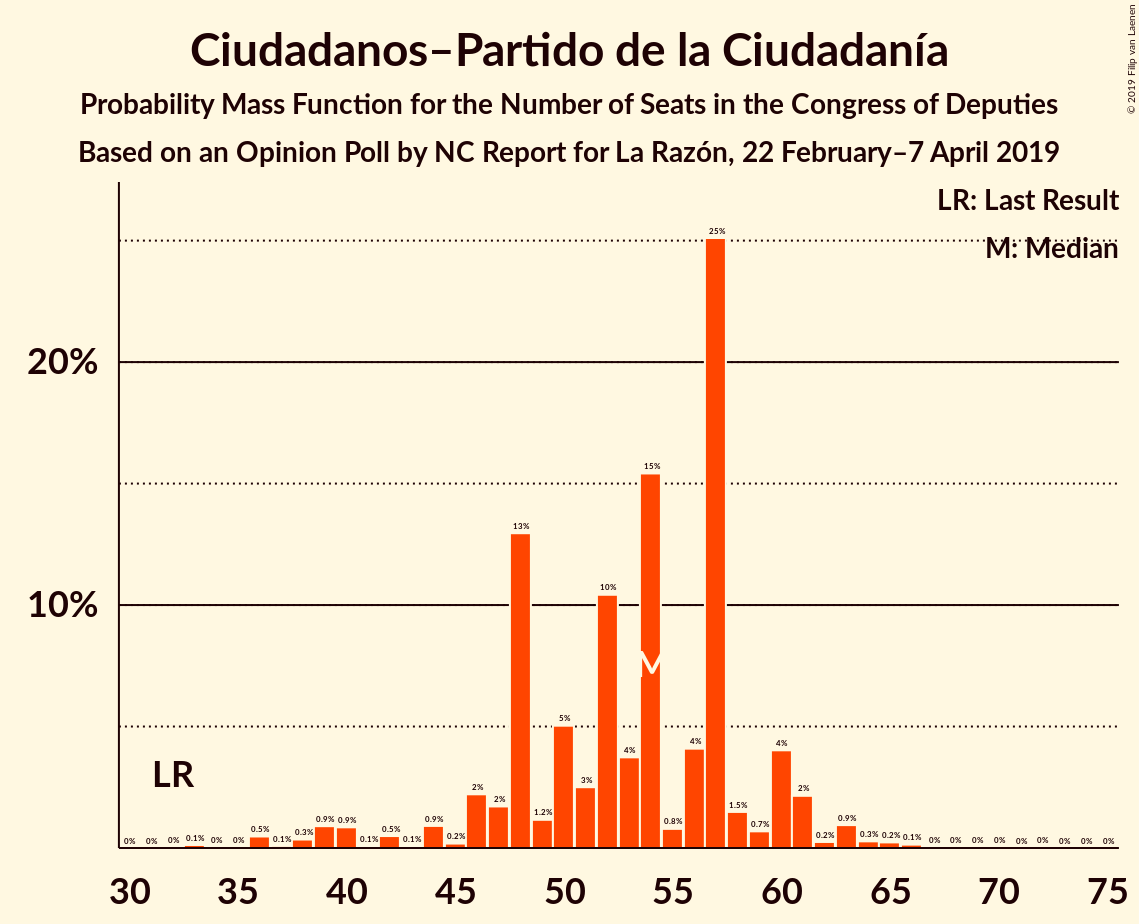 Ciudadanos–Partido de la Ciudadanía
Probability Mass Function for the Number of Seats in the Congress of Deputies
Based on an Opinion Poll by NC Report for La Razón, 22 February–7 April 2019
© 2019 Filip van Laenen
LR: Last Result
M: Median
20%
10%
0% 0% 0% 0.1% 0% 0% 0.5% 0.1% 0.3% 0.9% 0.9% 0.1% 0.5% 0.1% 0.9% 0.2% 2% 2% 13% 1.2% 5% 3% 10% 4% 15% 0.8% 4% 25% 1.5% 0.7% 4% 2% 0.2% 0.9% 0.3% 0.2% 0.1% 0% 0% 0% 0% 0% 0% 0% 0% 0%
LR
M
30 35 40 45 50 55 60 65 70 75